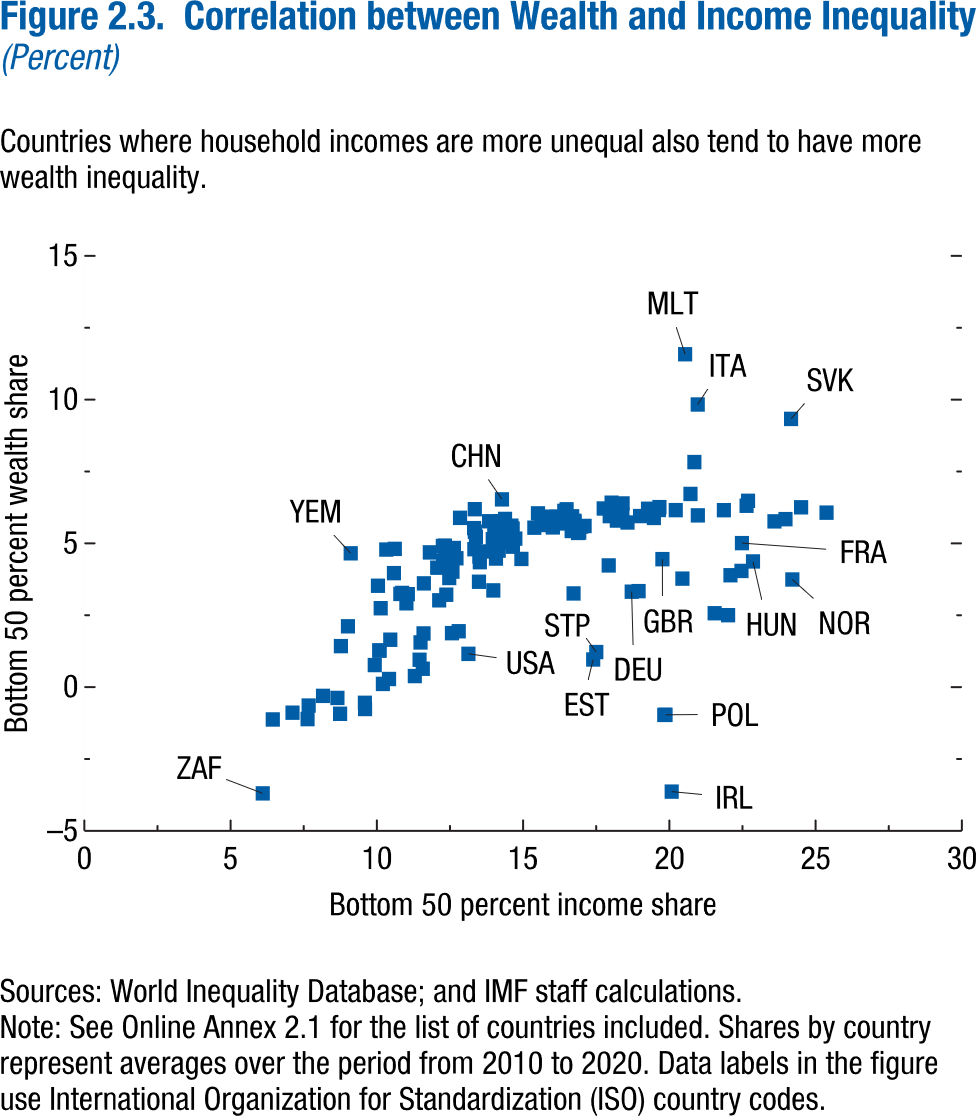 Figure 2.3. Correlation between Wealth and Income Inequality
(Percent)
Countries where household incomes are more unequal also tend to have more
wealth inequality.
Bottom 50 percent wealth share
15
10
5
0
–5
MLT
ITA
SVK
CHN
YEM
FRA
STP
GBR
HUN
NOR
USA
DEU
EST
POL
ZAF
IRL
0
5
10
15
20
25
30
Bottom 50 percent income share
Sources: World Inequality Database; and IMF staff calculations.
Note: See Online Annex 2.1 for the list of countries included. Shares by country
represent averages over the period from 2010 to 2020. Data labels in the figure
use International Organization for Standardization (ISO) country codes.